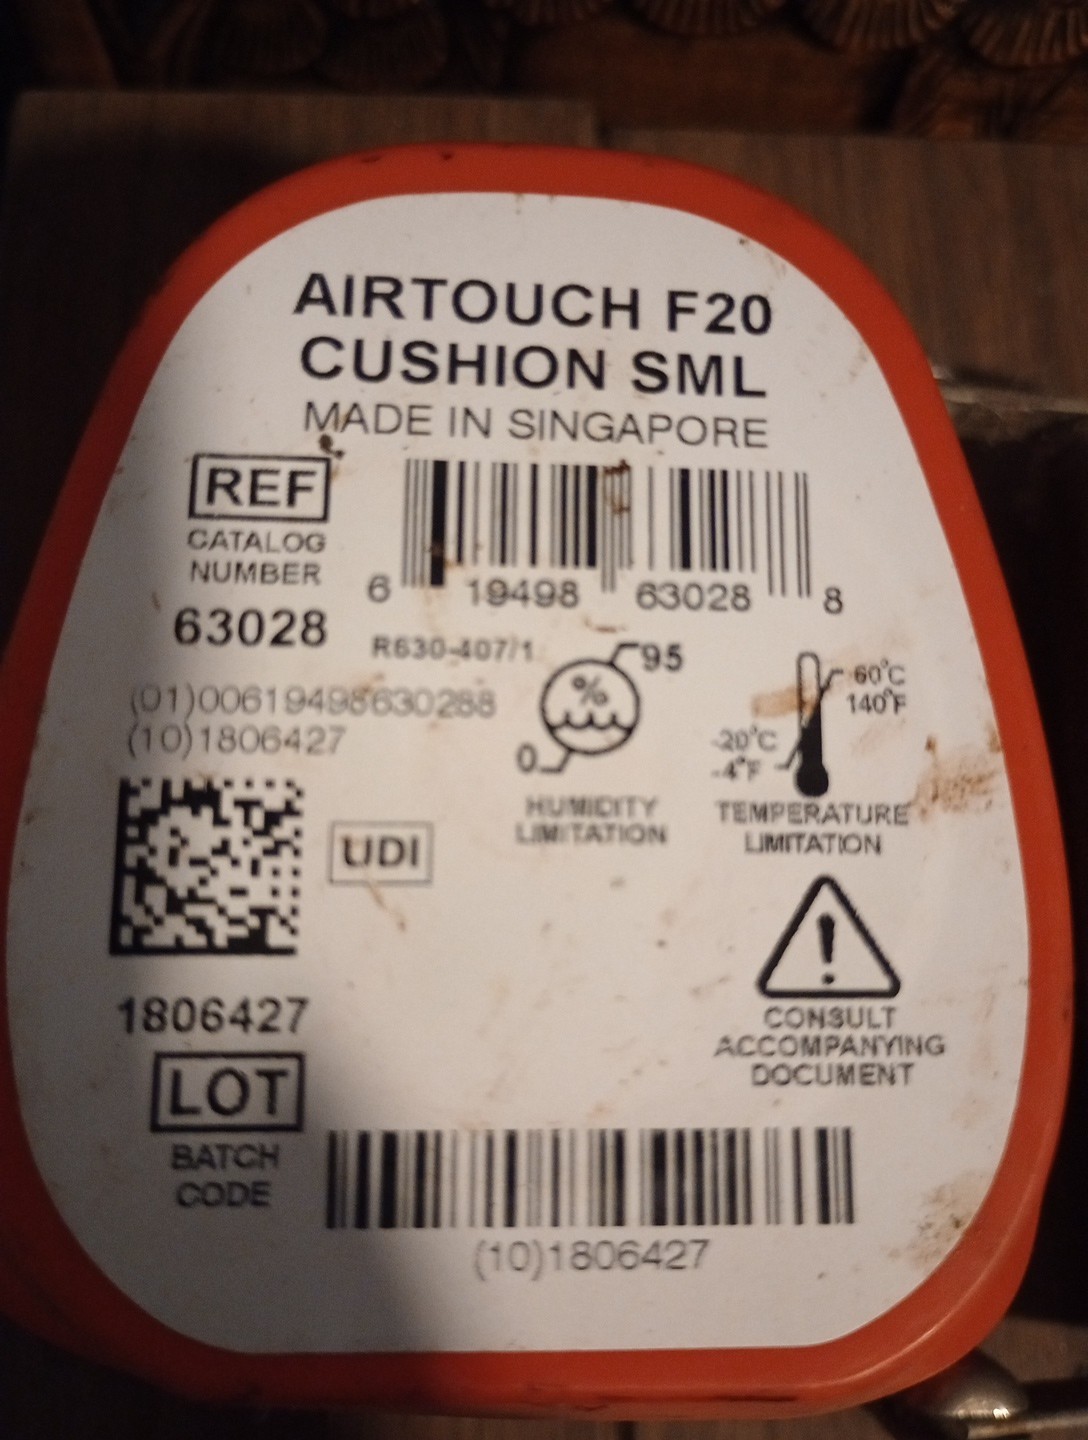 AIRTOUCH F20
CUSHION SML
MADE IN SINGAPORE
REF
CATALOG
NUMBER
63028
6 19498 63028 8
R630-407/1
(01)00619498630288
(10)1806427
UDI
95
%
0
HUMIDITY
LIMITATION
60°C
140°F
-20°C
-4°F
TEMPERATURE
LIMITATION
CONSULT
ACCOMPANYING
DOCUMENT
1806427
LOT
BATCH
CODE
(10)1806427